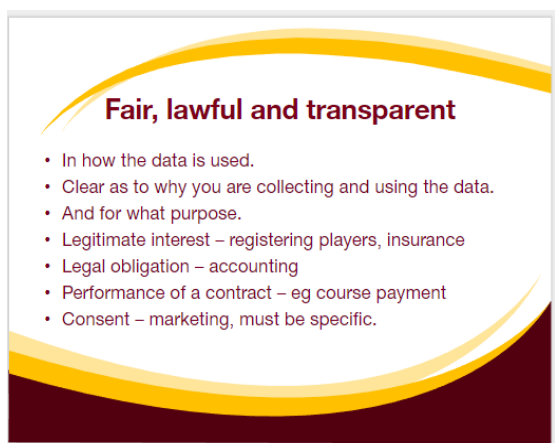 Fair, lawful and transparent
• In how the data is used.
• Clear as to why you are collecting and using the data.
• And for what purpose.
• Legitimate interest – registering players, insurance
• Legal obligation – accounting
• Performance of a contract – eg course payment
• Consent – marketing, must be specific.